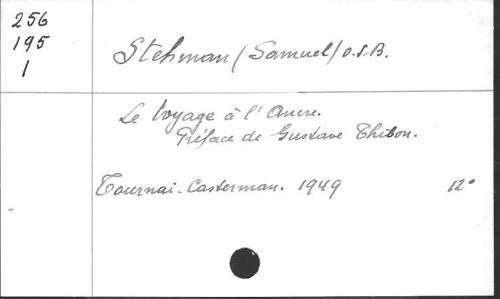 256
195
1
Stehman (Samuel) O.S.B.
Le Voyage à l'Ancre.
Préface de Gustave Thibon.
Tournai - Casterman. 1949 12°